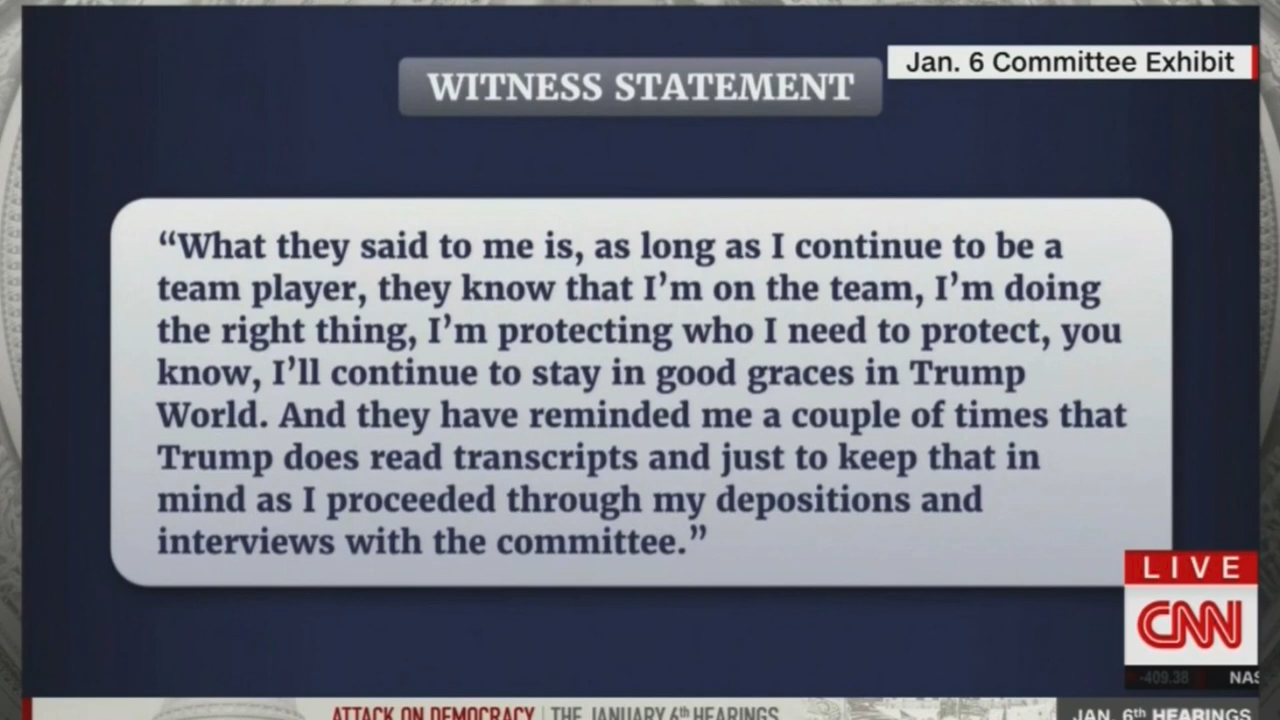 Jan. 6 Committee Exhibit
WITNESS STATEMENT
“What they said to me is, as long as I continue to be a
team player, they know that I’m on the team, I’m doing
the right thing, I’m protecting who I need to protect, you
know, I’ll continue to stay in good graces in Trump
World. And they have reminded me a couple of times that
Trump does read transcripts and just to keep that in
mind as I proceeded through my depositions and
interviews with the committee.”
LIVE
CNN
-409.38 NAS
ATTACK ON DEMOCRACY | THE JANUARY 6th HEARINGS
JAN. 6th HEARINGS